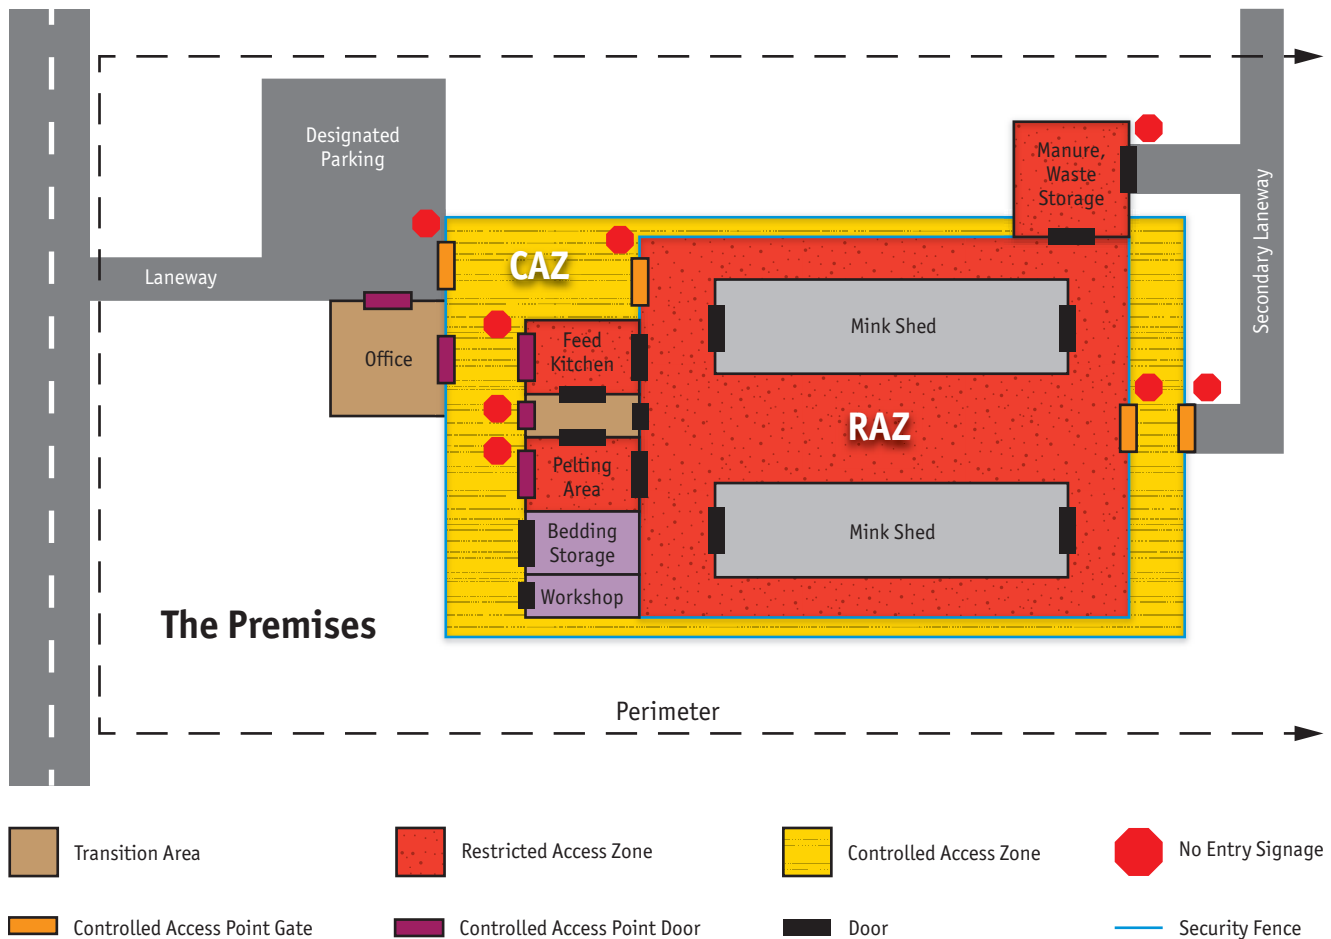 Designated
Parking
Manure,
Waste
Storage
Laneway
CAZ
Secondary Laneway
Feed
Kitchen
Mink Shed
Office
RAZ
Pelting
Area
Bedding
Storage
Mink Shed
Workshop
The Premises
Perimeter
Transition Area
Restricted Access Zone
Controlled Access Zone
No Entry Signage
Controlled Access Point Gate
Controlled Access Point Door
Door
Security Fence